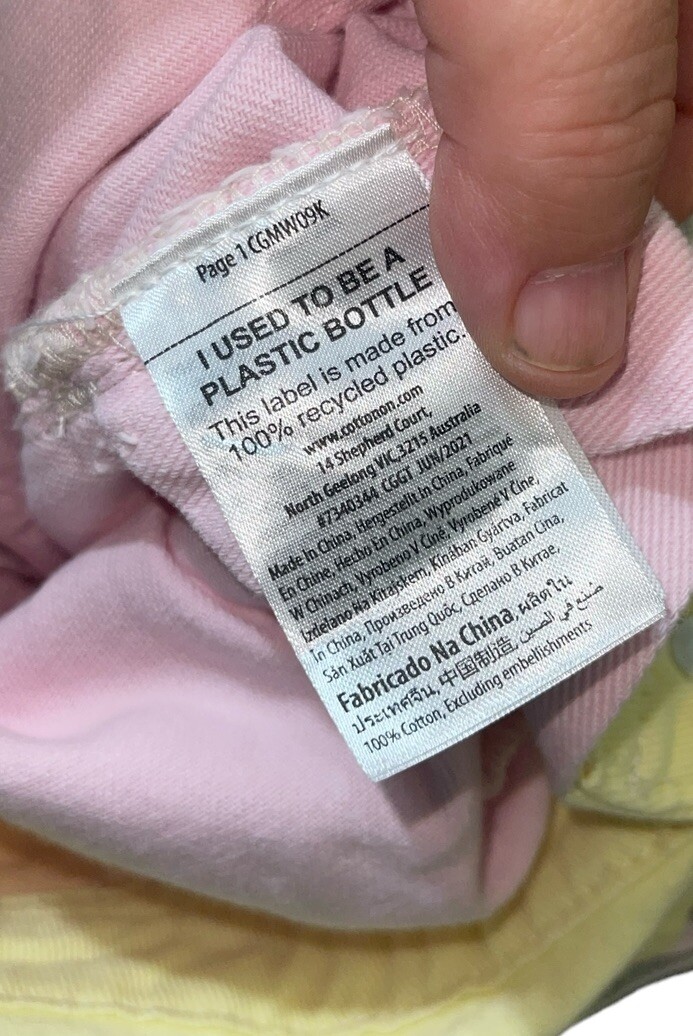 Page 1 CGMW09K
I USED TO BE A
PLASTIC BOTTLE
This label is made from
100% recycled plastic.
www.cottonon.com
14 Shepherd Court,
North Geelong VIC 3215 Australia
#7340364 CGGT JUN/2021
Made In China, Hergestellt In China, Fabriqué
En Chine, Hecho En China, Wyprodukowane
W Chinach, Vyrobeno V Číně, Vyrobené V Číne,
Izdelano Na Kitajskem, Kínában Gyártva, Fabricat
In China, Произведено В Китай, Buatan Cina,
Sản Xuất Tại Trung Quốc, Сделано В Китае,
Fabricado Na China, ผลิตใน
ประเทศจีน, 中国制造, صنع في الصين
100% Cotton, Excluding embellishments